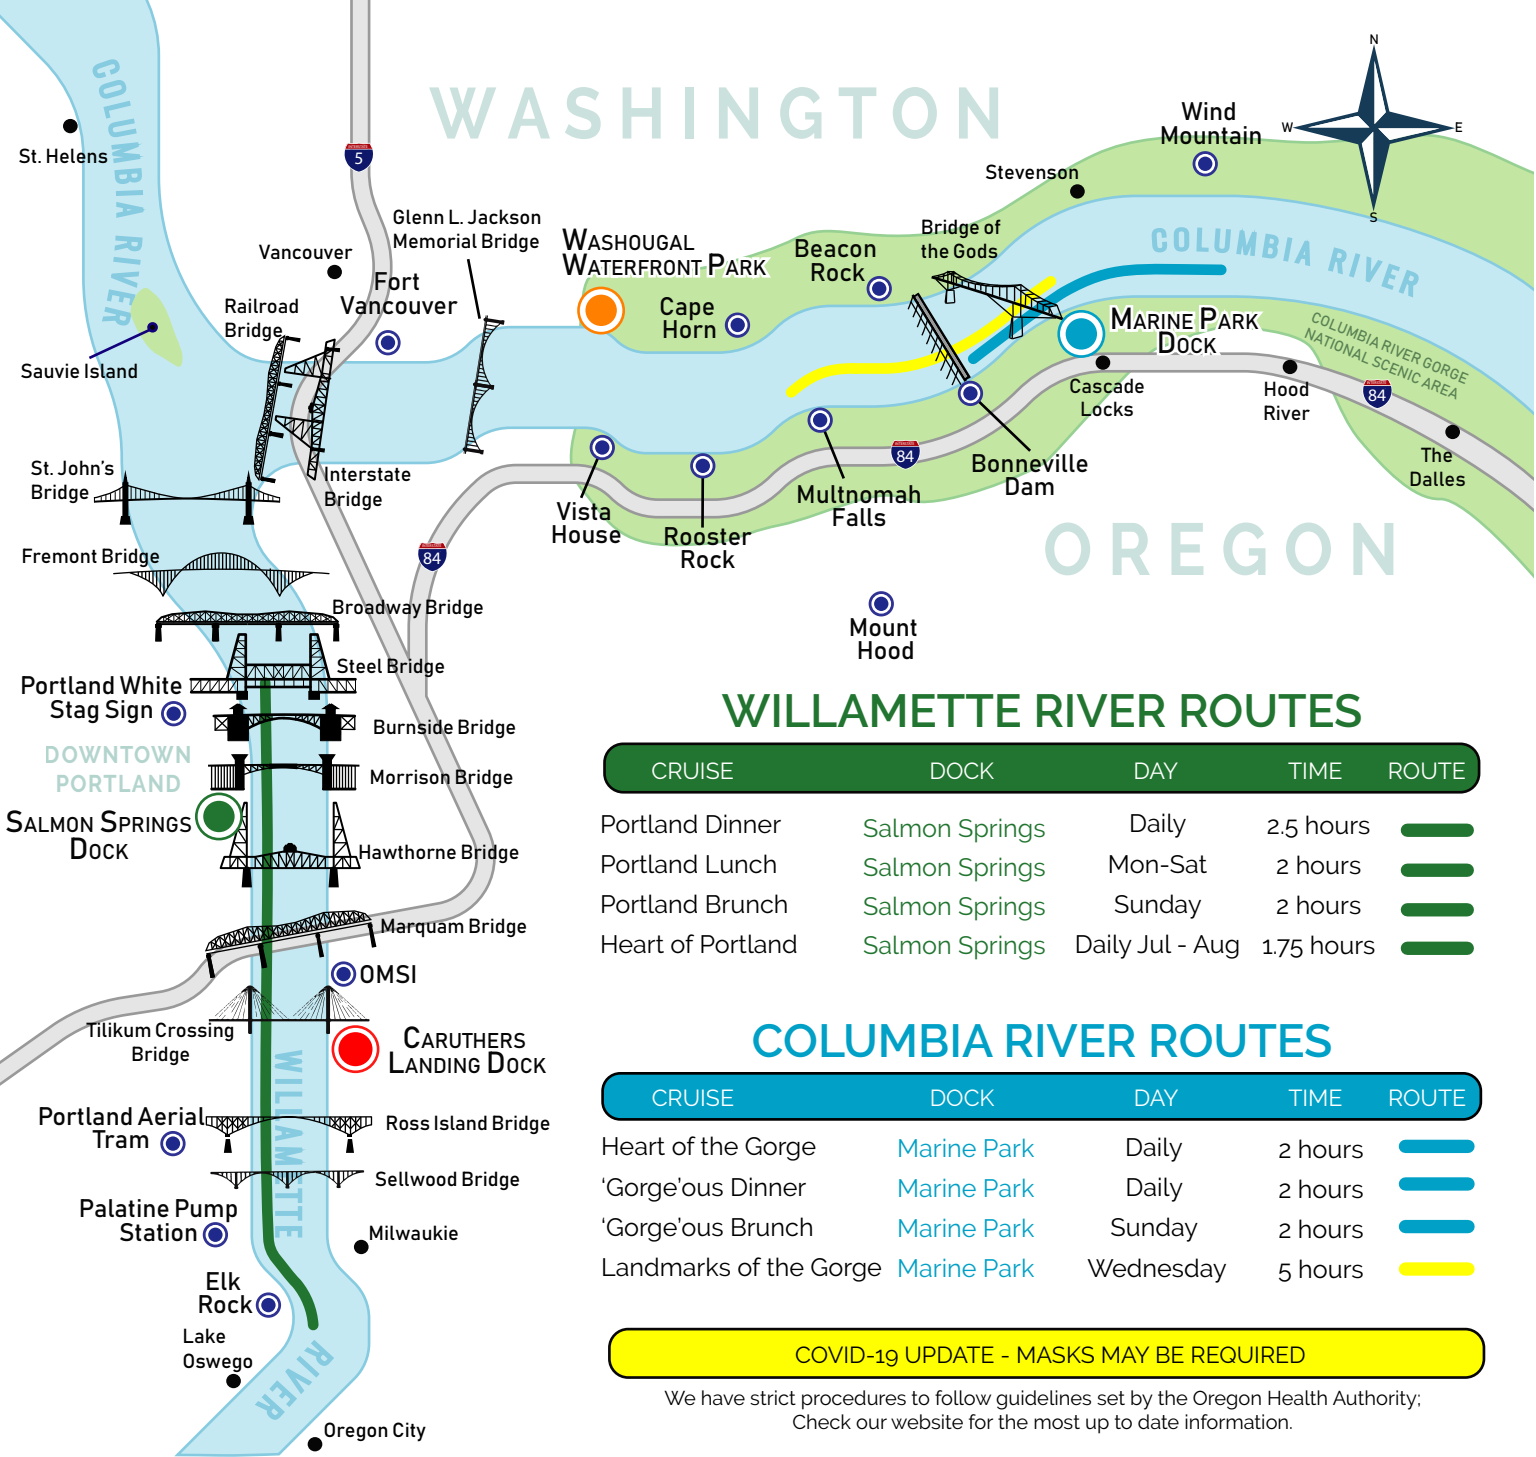 WASHINGTON
N
W
E
S
Wind
Mountain
COLUMBIA RIVER
St. Helens
5
Stevenson
Glenn L. Jackson
Memorial Bridge
Washougal
Waterfront Park
Bridge of
the Gods
Beacon
Rock
COLUMBIA RIVER
Vancouver
Fort
Vancouver
Railroad
Bridge
Cape
Horn
Marine Park
Dock
COLUMBIA RIVER GORGE
NATIONAL SCENIC AREA
Sauvie Island
Cascade
Locks
Hood
River
84
The
Dalles
St. John's
Bridge
Interstate
Bridge
84
Bonneville
Dam
Multnomah
Falls
Vista
House
Rooster
Rock
OREGON
Fremont Bridge
84
Broadway Bridge
Mount
Hood
Steel Bridge
Portland White
Stag Sign
Burnside Bridge
DOWNTOWN
PORTLAND
Morrison Bridge
Salmon Springs
Dock
Hawthorne Bridge
Marquam Bridge
OMSI
Tilikum Crossing
Bridge
Caruthers
Landing Dock
WILLAMETTE
RIVER
Portland Aerial
Tram
Ross Island Bridge
Sellwood Bridge
Palatine Pump
Station
Milwaukie
Elk
Rock
Lake
Oswego
Oregon City
WILLAMETTE RIVER ROUTES
CRUISE DOCK DAY TIME ROUTE
Portland Dinner Salmon Springs Daily 2.5 hours
Portland Lunch Salmon Springs Mon-Sat 2 hours
Portland Brunch Salmon Springs Sunday 2 hours
Heart of Portland Salmon Springs Daily Jul - Aug 1.75 hours
COLUMBIA RIVER ROUTES
CRUISE DOCK DAY TIME ROUTE
Heart of the Gorge Marine Park Daily 2 hours
‘Gorge’ous Dinner Marine Park Daily 2 hours
‘Gorge’ous Brunch Marine Park Sunday 2 hours
Landmarks of the Gorge Marine Park Wednesday 5 hours
COVID-19 UPDATE - MASKS MAY BE REQUIRED
We have strict procedures to follow guidelines set by the Oregon Health Authority;
Check our website for the most up to date information.